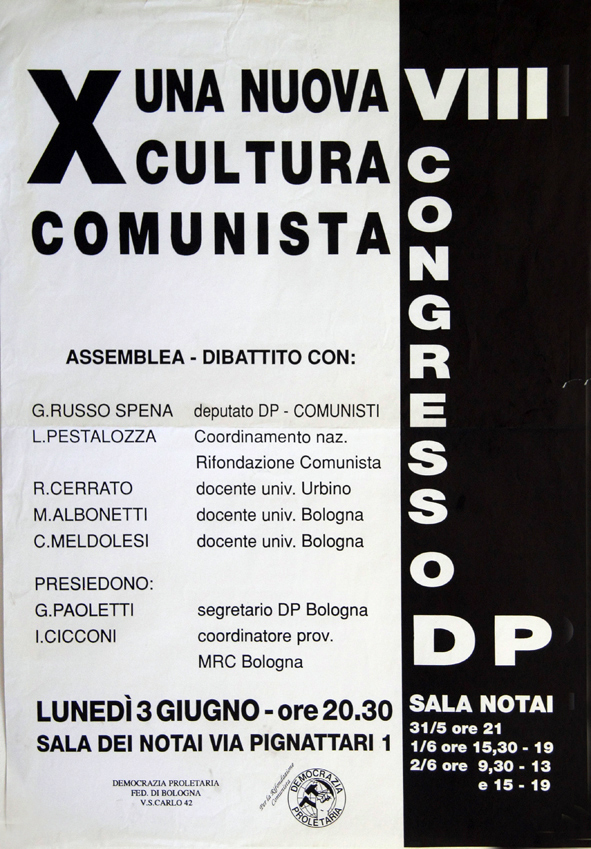 X UNA NUOVA
CULTURA
COMUNISTA
ASSEMBLEA - DIBATTITO CON:
G.RUSSO SPENA deputato DP - COMUNISTI
L.PESTALOZZA Coordinamento naz.
Rifondazione Comunista
R.CERRATO docente univ. Urbino
M.ALBONETTI docente univ. Bologna
C.MELDOLESI docente univ. Bologna
PRESIEDONO:
G.PAOLETTI segretario DP Bologna
I.CICCONI coordinatore prov.
MRC Bologna
LUNEDÌ 3 GIUGNO - ore 20.30
SALA DEI NOTAI VIA PIGNATTARI 1
DEMOCRAZIA PROLETARIA
FED. DI BOLOGNA
V.S.CARLO 42
Per la Rifondazione
Comunista
DEMOCRAZIA
PROLETARIA
VIII
CONGRESSO
DP
SALA NOTAI
31/5 ore 21
1/6 ore 15,30 - 19
2/6 ore 9,30 - 13
e 15 - 19